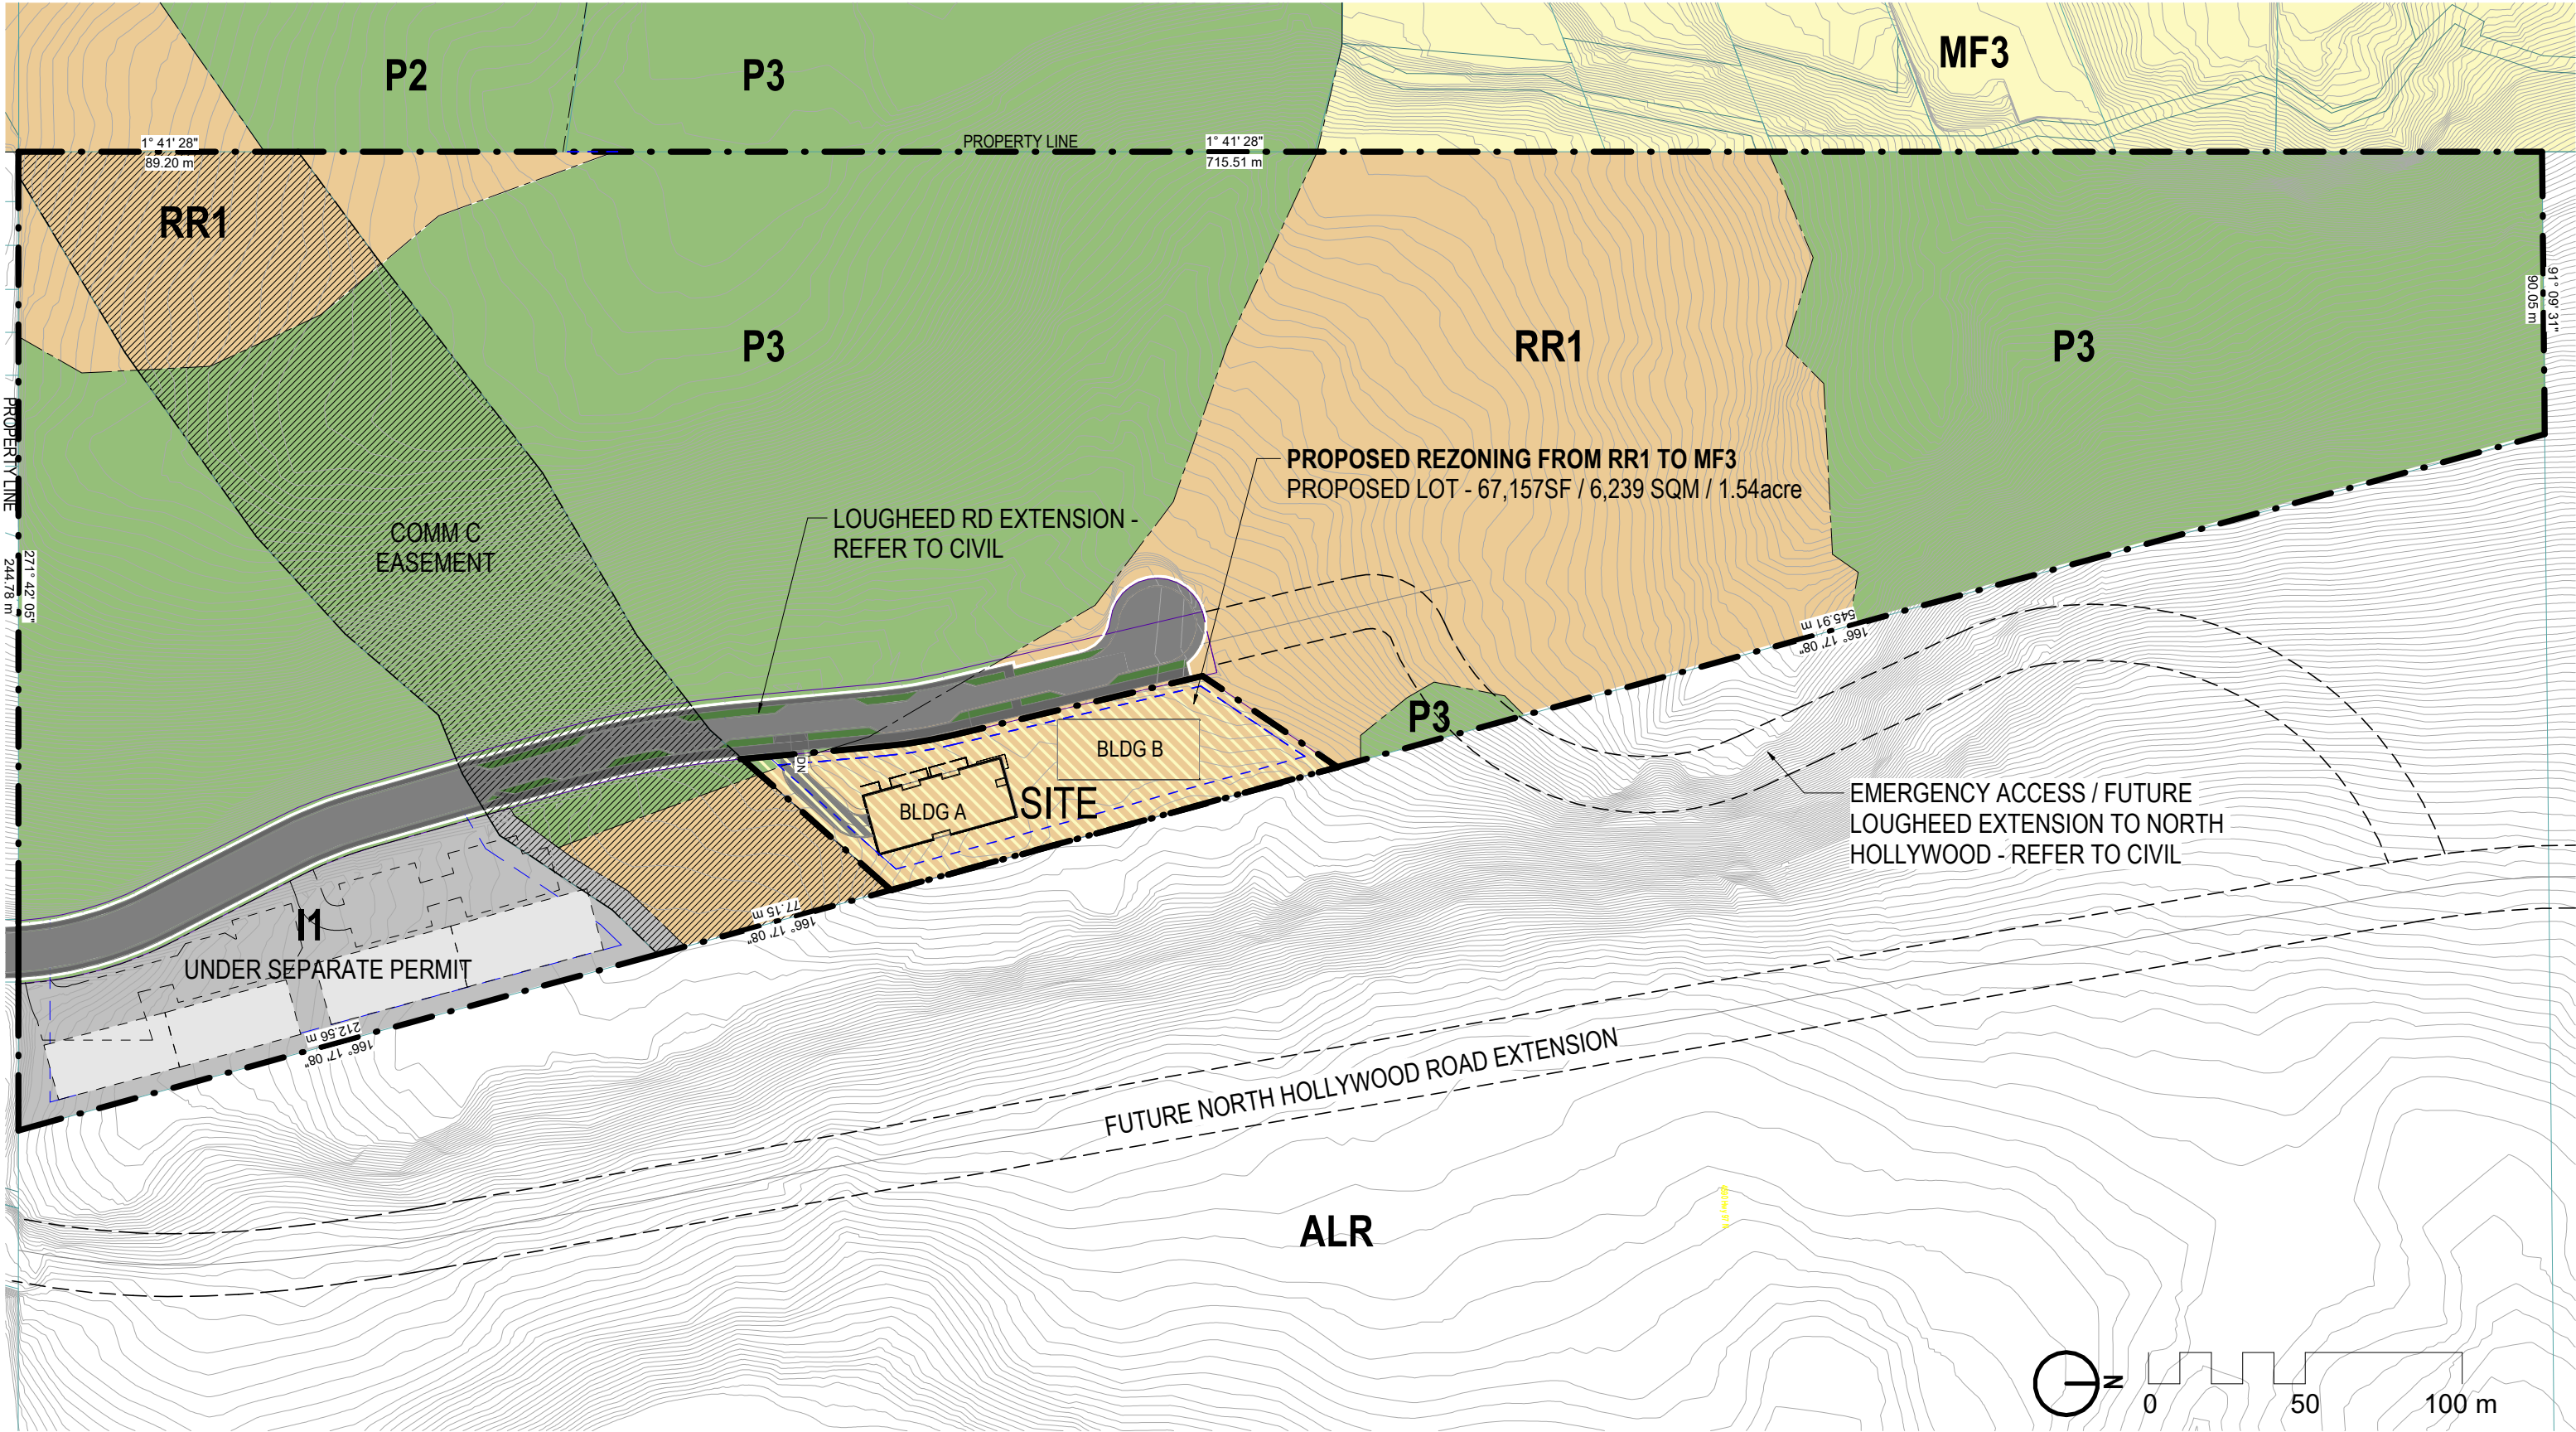 P2
P3
MF3
1° 41' 28"
89.20 m
PROPERTY LINE
1° 41' 28"
715.51 m
RR1
P3
RR1
P3
91° 09' 31"
90.05 m
PROPERTY LINE
271° 42' 05"
244.78 m
COMM C
EASEMENT
LOUGHEED RD EXTENSION -
REFER TO CIVIL
PROPOSED REZONING FROM RR1 TO MF3
PROPOSED LOT - 67,157SF / 6,239 SQM / 1.54acre
545.91 m
166° 17' 08"
P3
BLDG B
DN
BLDG A
SITE
EMERGENCY ACCESS / FUTURE
LOUGHEED EXTENSION TO NORTH
HOLLYWOOD - REFER TO CIVIL
77.15 m
166° 17' 08"
I1
UNDER SEPARATE PERMIT
212.56 m
166° 17' 08"
FUTURE NORTH HOLLYWOOD ROAD EXTENSION
ALR
N
0 50 100 m